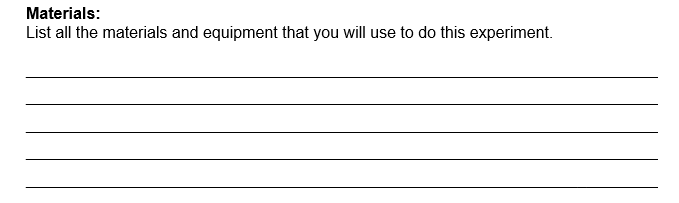 Materials:
List all the materials and equipment that you will use to do this experiment.